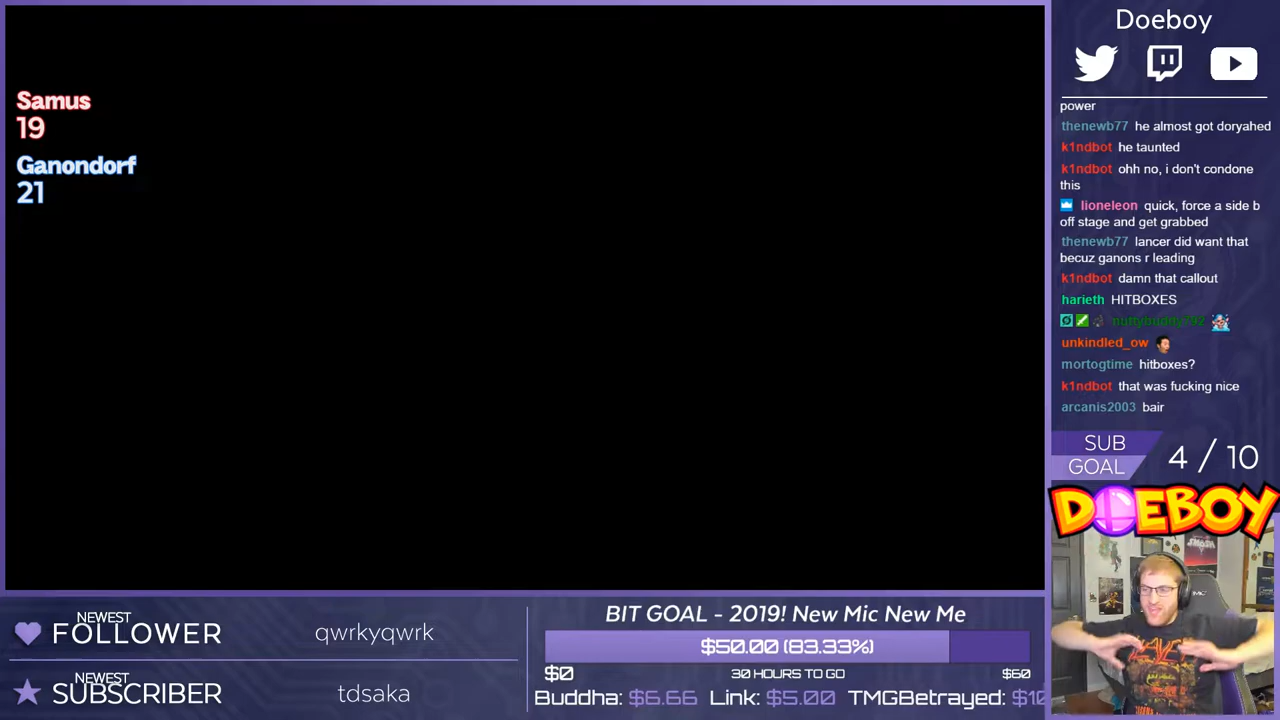 Samus
19
Ganondorf
21
Doeboy
power
thenewb77 he almost got doryahed
k1ndbot he taunted
k1ndbot ohh no, i don't condone
this
lioneleon quick, force a side b
off stage and get grabbed
thenewb77 lancer did want that
becuz ganons r leading
k1ndbot damn that callout
harieth HITBOXES
unkindled_ow
mortogtime hitboxes?
k1ndbot that was fucking nice
arcanis2003 bair
SUB
GOAL
4 / 10
DOEBOY
SLAYER
NEWEST
FOLLOWER
qwrkyqwrk
NEWEST
SUBSCRIBER
tdsaka
BIT GOAL - 2019! New Mic New Me
$50.00 (83.33%)
$0
30 HOURS TO GO
$60
Buddha: $6.66 Link: $5.00 TMGBetrayed: $10